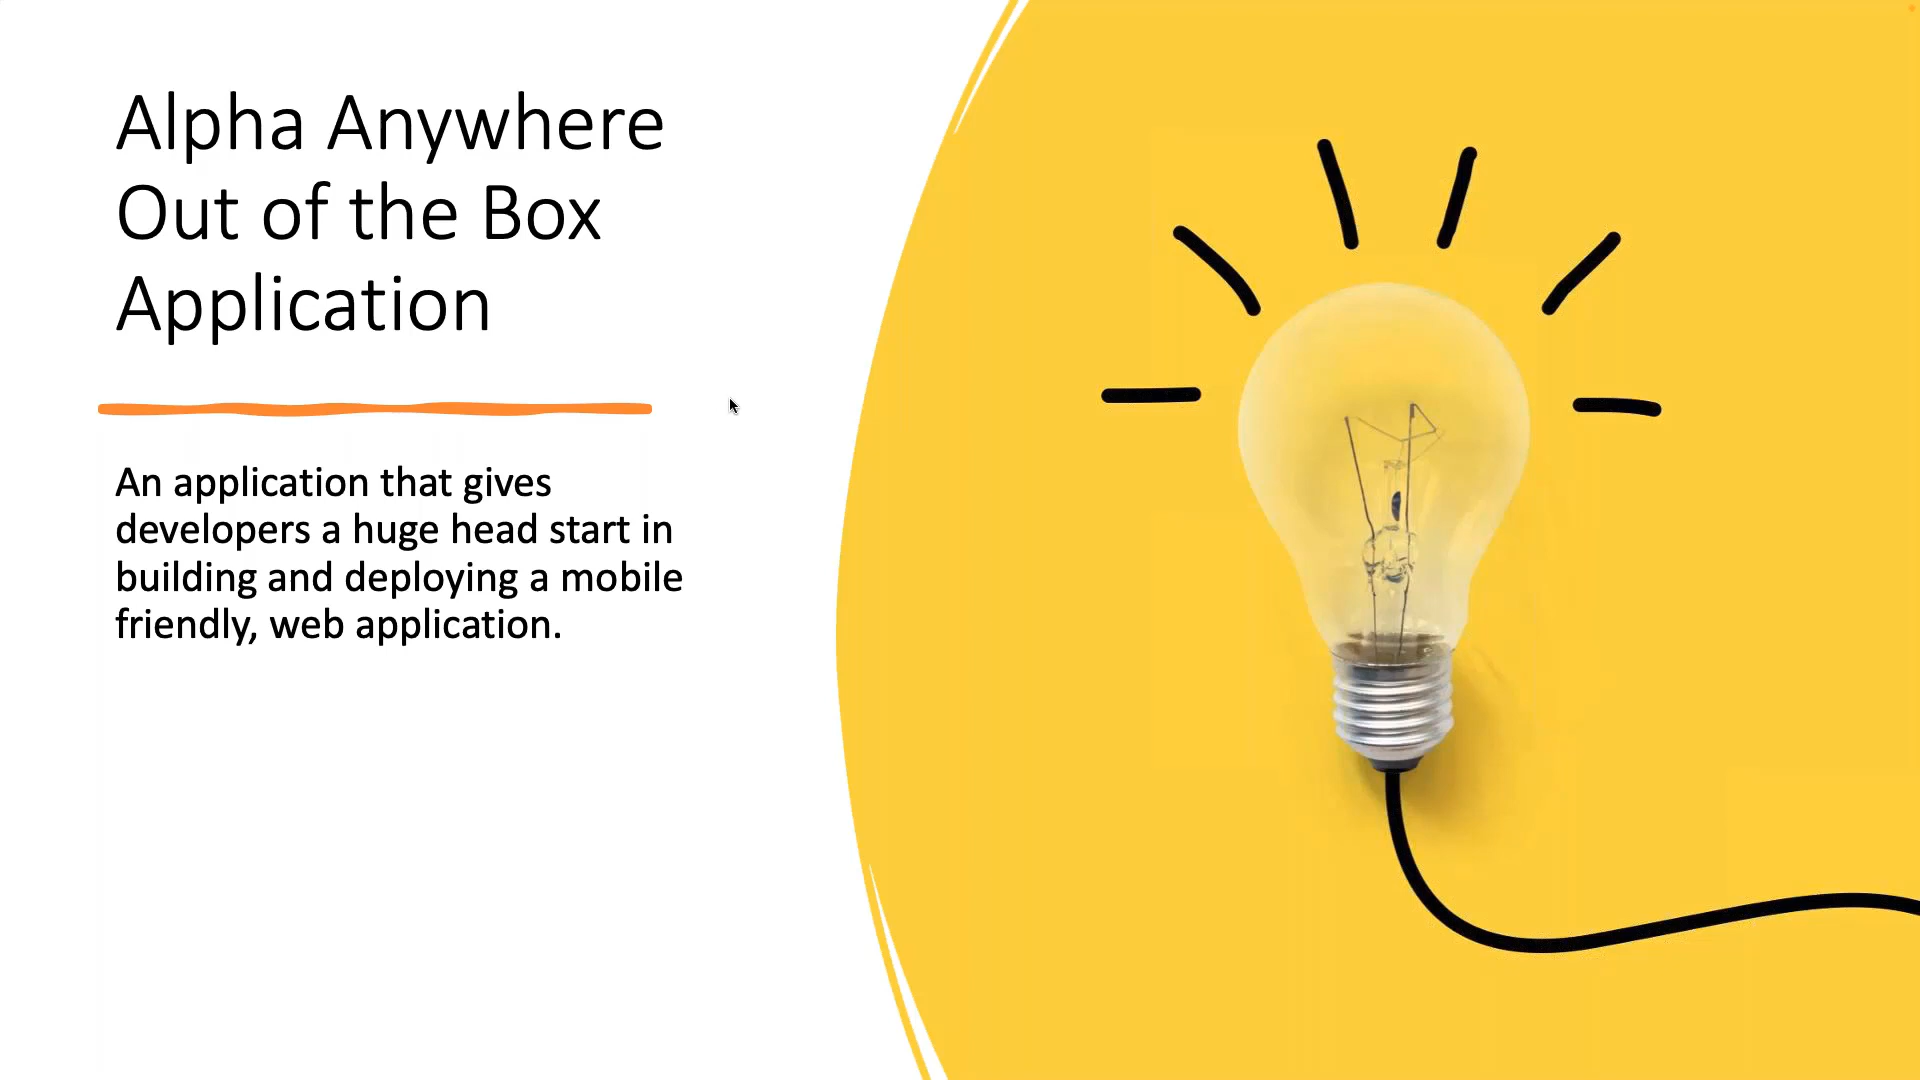 Alpha Anywhere
Out of the Box
Application
An application that gives
developers a huge head start in
building and deploying a mobile
friendly, web application.